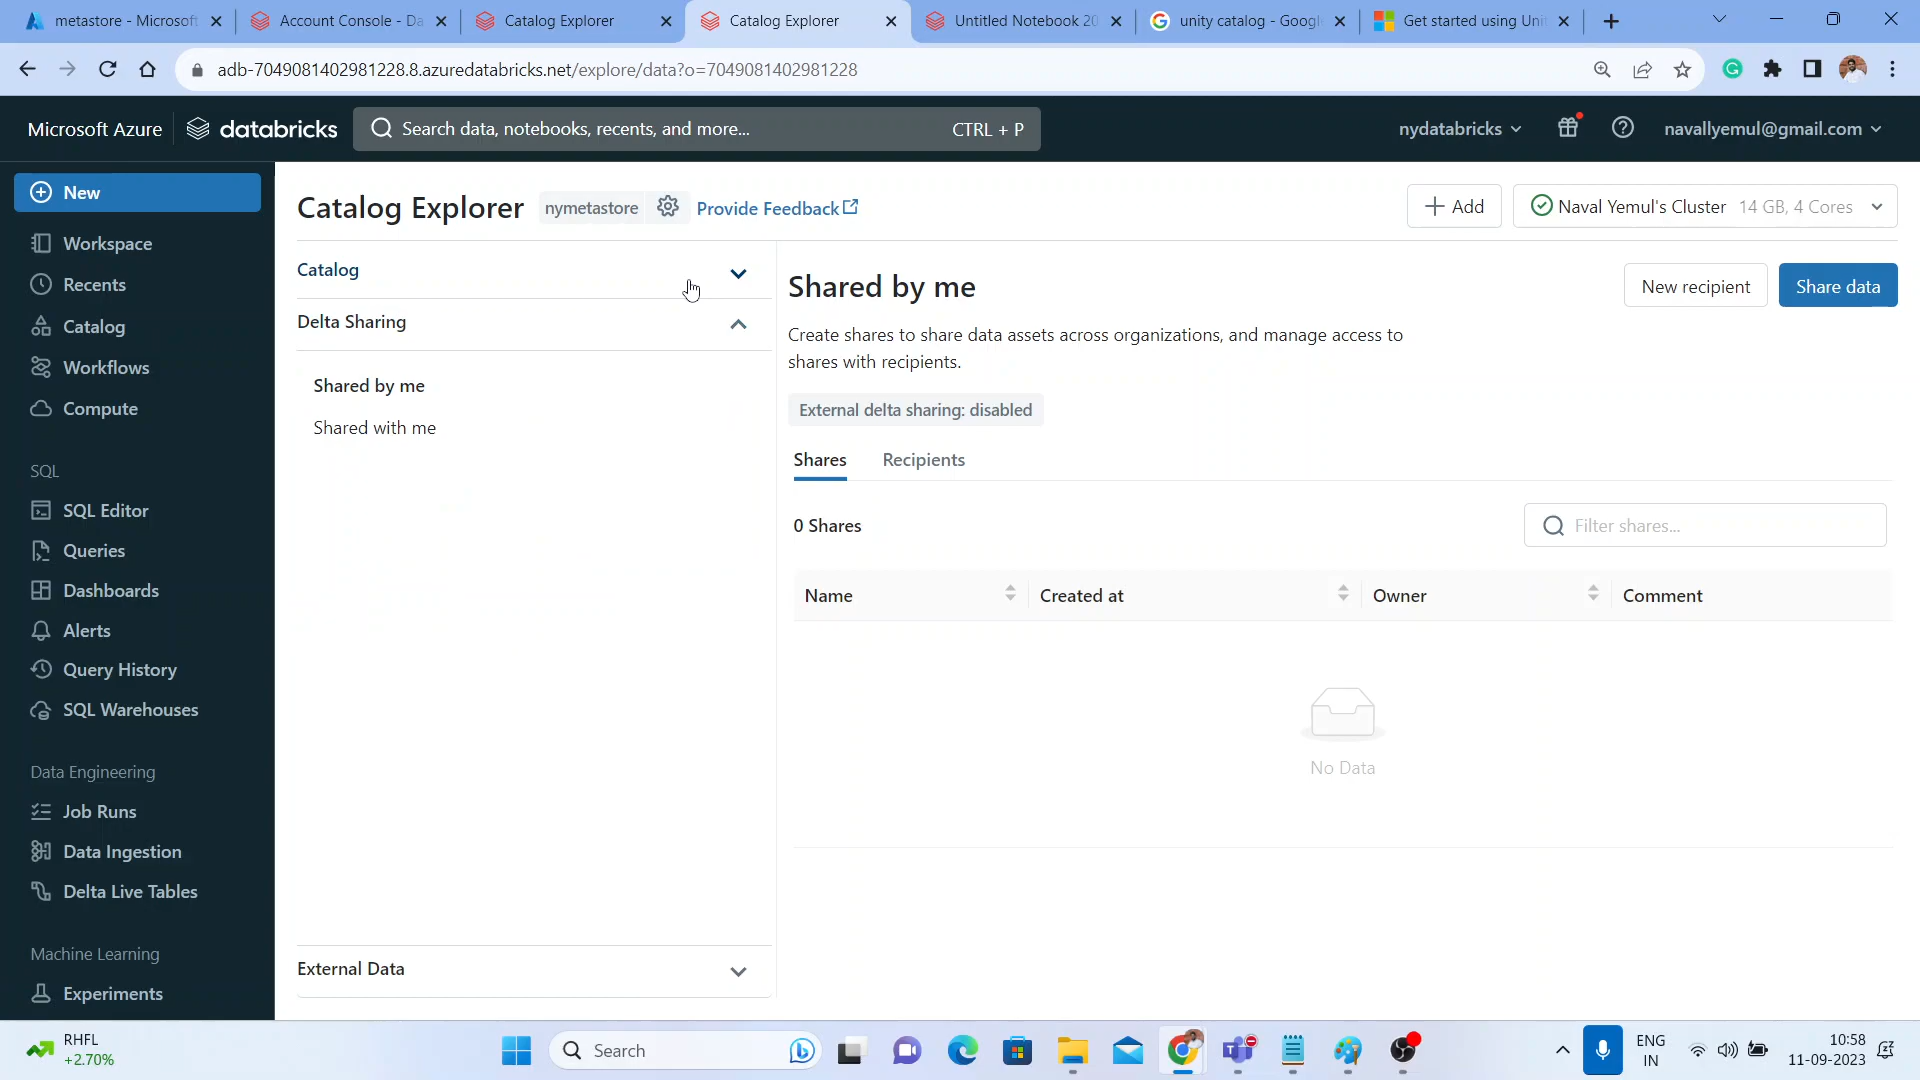 metastore - Microsoft
Account Console - Da
Catalog Explorer
Catalog Explorer
Untitled Notebook 20
unity catalog - Google
Get started using Uni
adb-7049081402981228.8.azuredatabricks.net/explore/data?o=7049081402981228
Microsoft Azure
databricks
Search data, notebooks, recents, and more...
CTRL + P
nydatabricks
navallyemul@gmail.com
New
Workspace
Recents
Catalog
Workflows
Compute
SQL
SQL Editor
Queries
Dashboards
Alerts
Query History
SQL Warehouses
Data Engineering
Job Runs
Data Ingestion
Delta Live Tables
Machine Learning
Experiments
Catalog Explorer
nymetastore
Provide Feedback
Add
Naval Yemul's Cluster 14 GB, 4 Cores
Catalog
Delta Sharing
Shared by me
Shared with me
External Data
Shared by me
New recipient
Share data
Create shares to share data assets across organizations, and manage access to
shares with recipients.
External delta sharing: disabled
Shares
Recipients
0 Shares
Filter shares...
Name
Created at
Owner
Comment
No Data
RHFL
+2.70%
Search
ENG
IN
10:58
11-09-2023